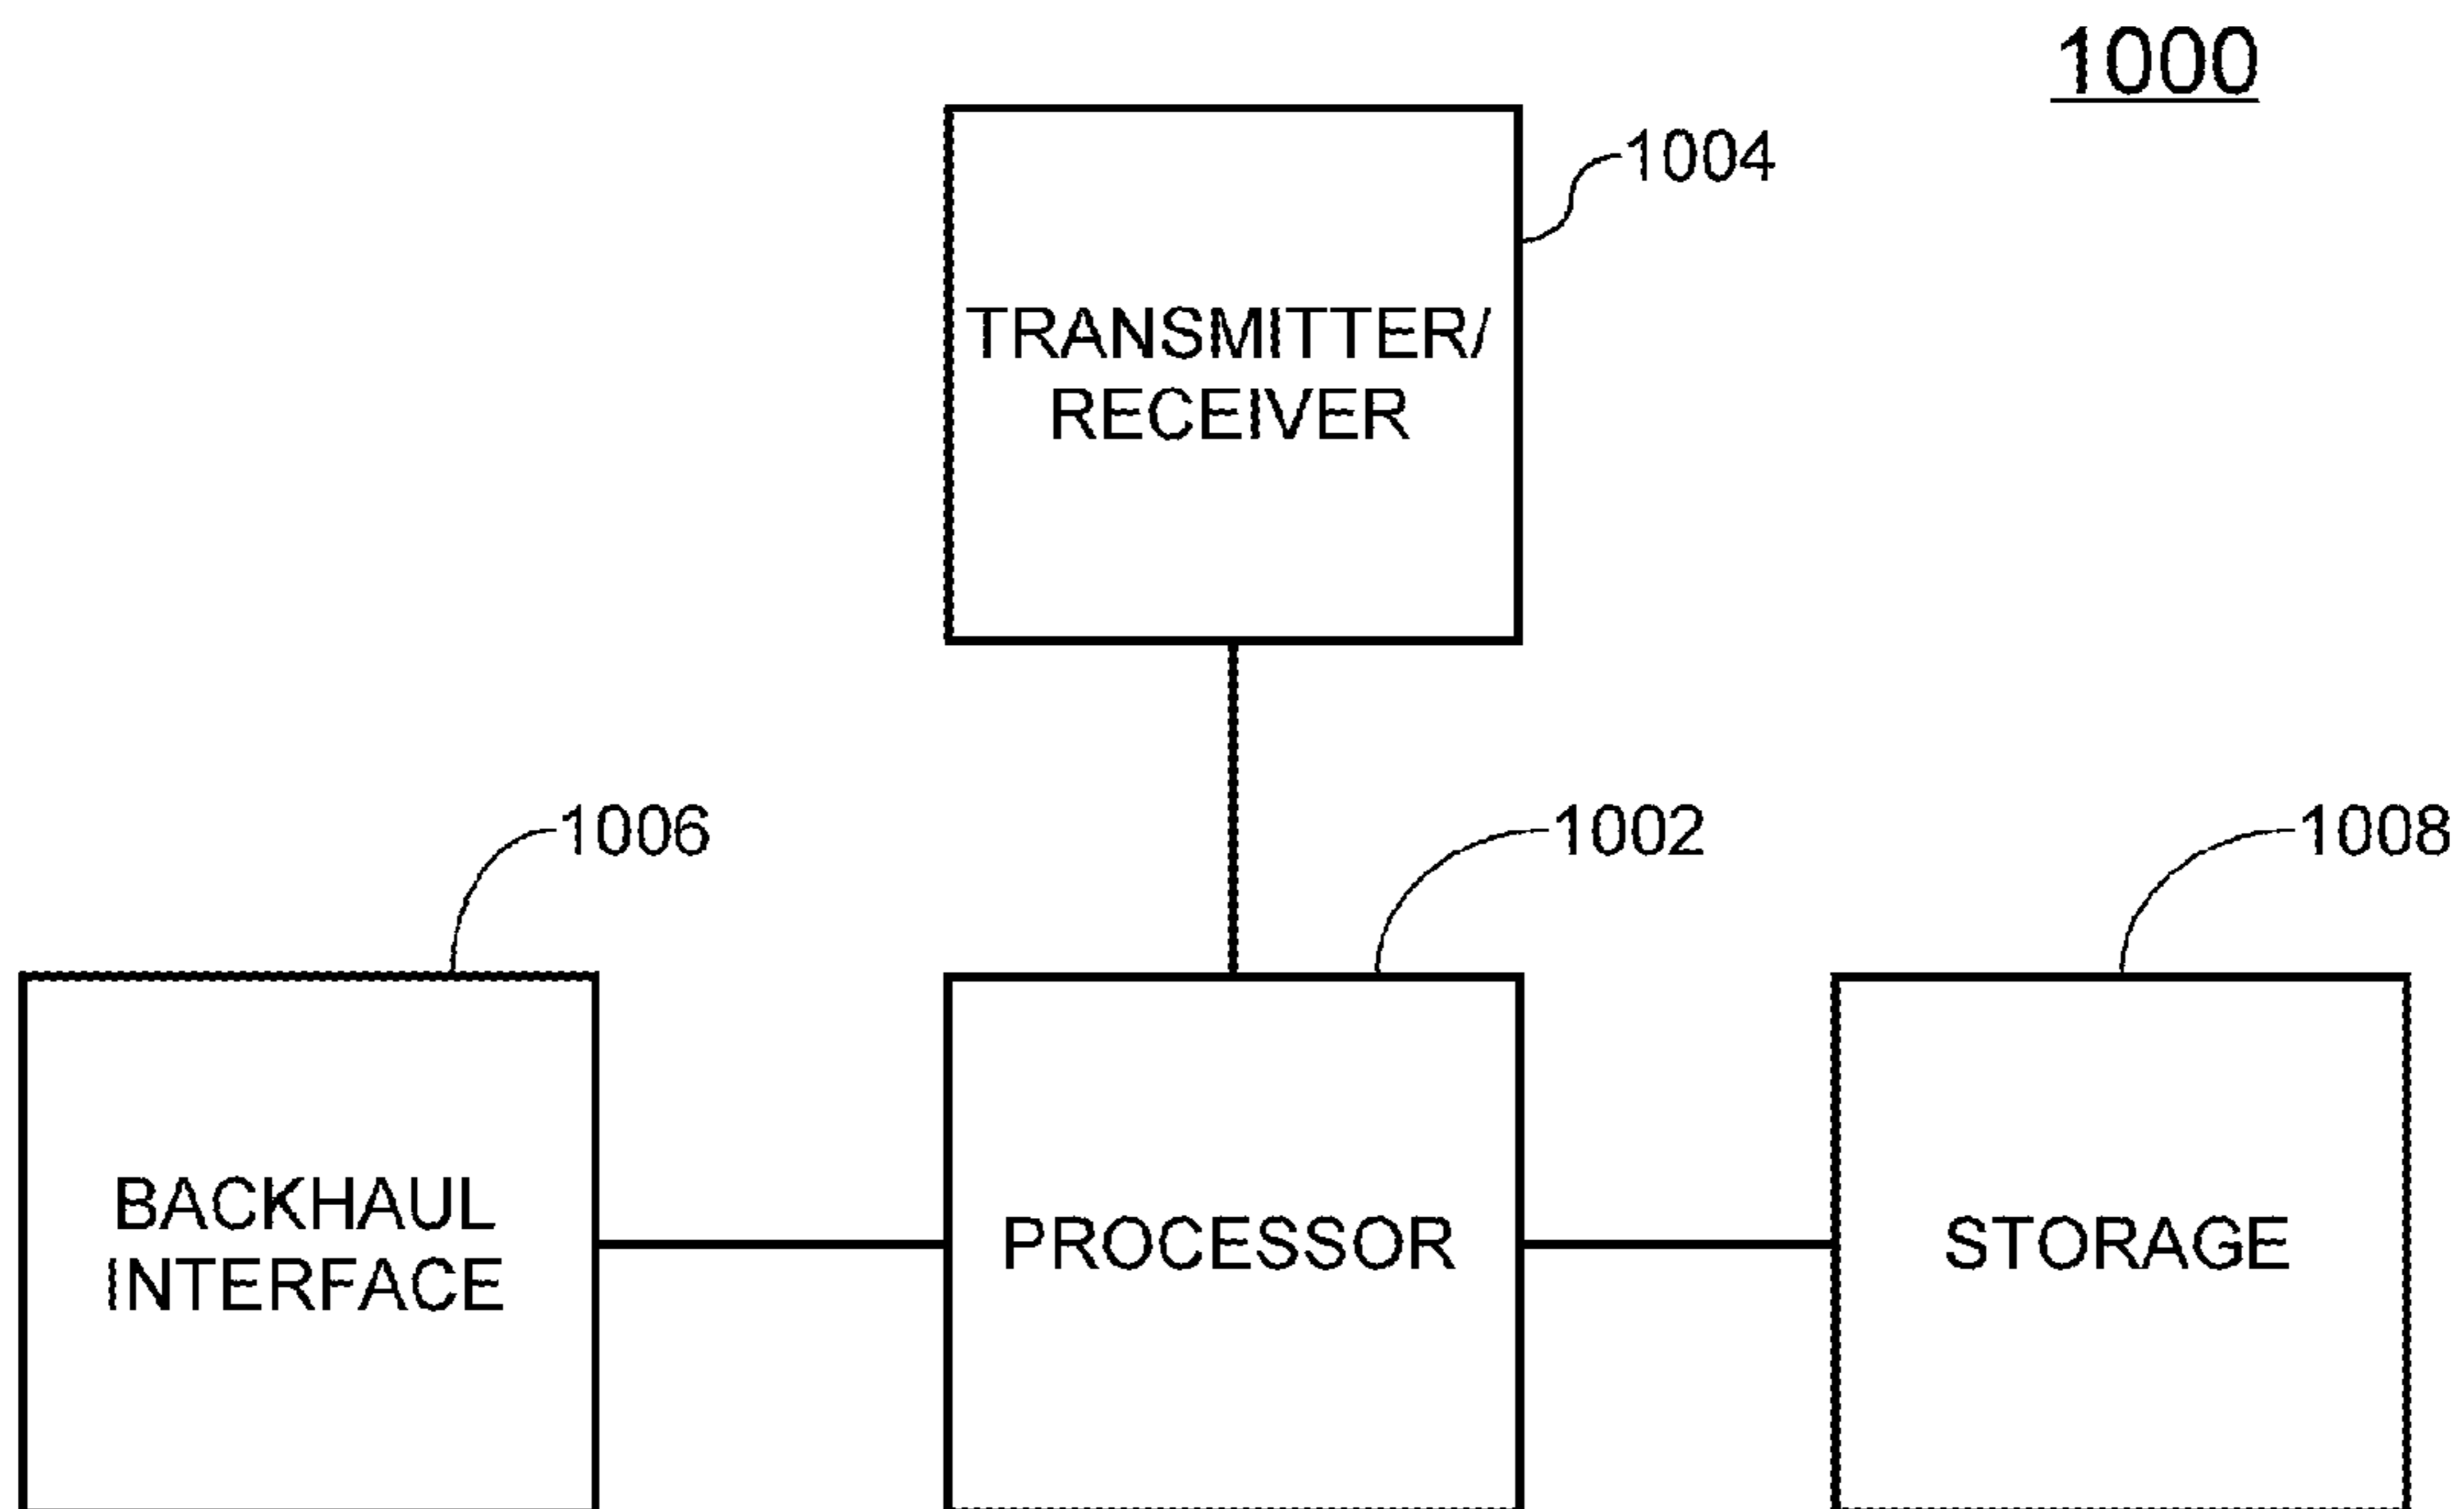 1000
1004
TRANSMITTER/
RECEIVER
1006
1002
1008
BACKHAUL
INTERFACE
PROCESSOR
STORAGE